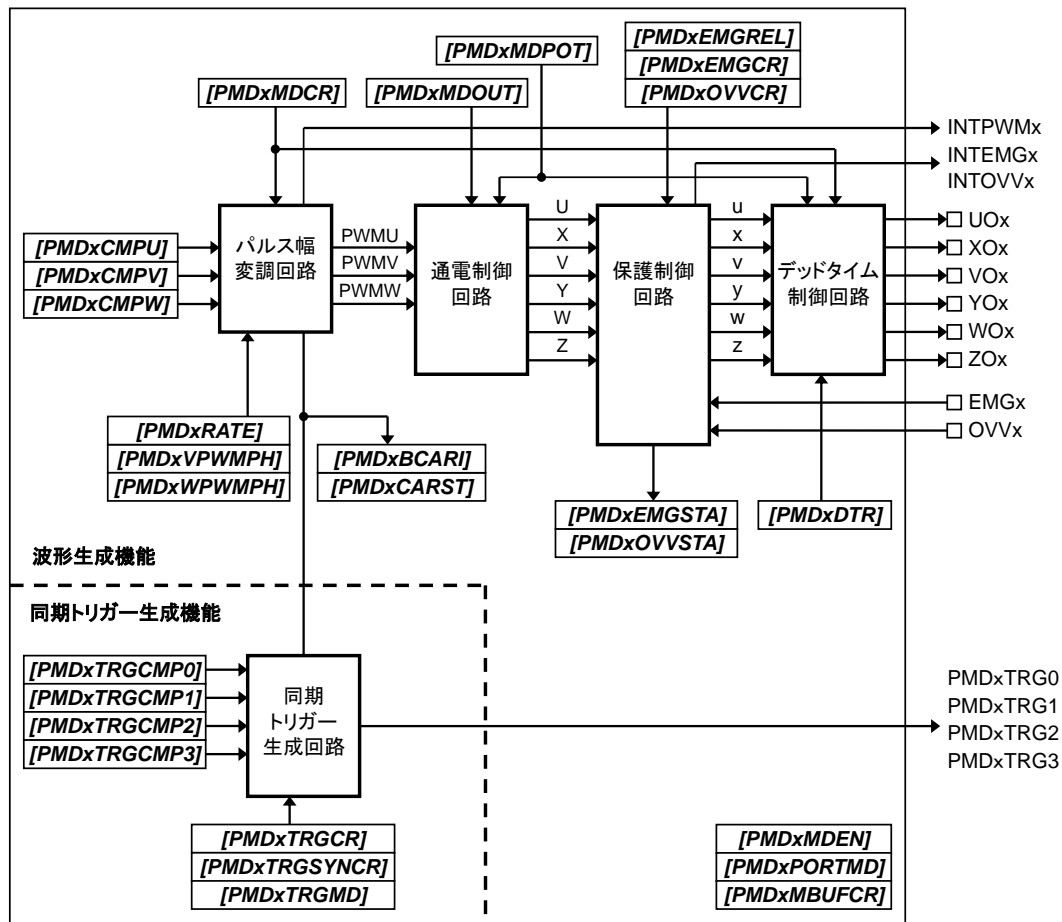 [PMDxMDPOT]
[PMDxEMGREL]
[PMDxEMGCR]
[PMDxOVVCR]
[PMDxMDCR]
[PMDxMDOUT]
INTPWMx
INTEMGx
INTOVVx
[PMDxCMPU]
[PMDxCMPV]
[PMDxCMPW]
パルス幅
変調回路
PWMU
PWMV
PWMW
通電制御
回路
U
X
V
Y
W
Z
保護制御
回路
u
x
v
y
w
z
デッドタイム
制御回路
UOx
XOx
VOx
YOx
WOx
ZOx
EMGx
OVVx
[PMDxRATE]
[PMDxVPWMPH]
[PMDxWPWMPH]
[PMDxBCARI]
[PMDxCARST]
[PMDxEMGSTA]
[PMDxOVVSTA]
[PMDxDTR]
波形生成機能
同期トリガー生成機能
[PMDxTRGCMP0]
[PMDxTRGCMP1]
[PMDxTRGCMP2]
[PMDxTRGCMP3]
同期
トリガー
生成回路
PMDxTRG0
PMDxTRG1
PMDxTRG2
PMDxTRG3
[PMDxTRGCR]
[PMDxTRGSYNCR]
[PMDxTRGMD]
[PMDxMDEN]
[PMDxPORTMD]
[PMDxMBUFCR]